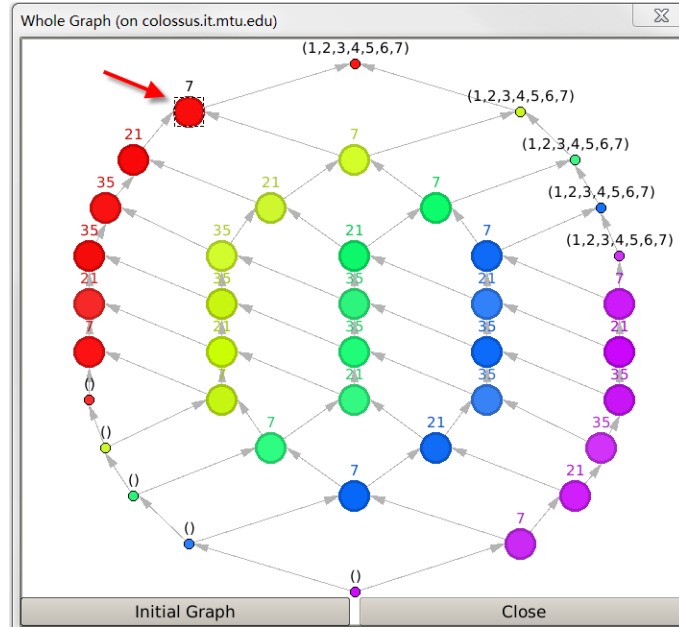 Whole Graph (on colossus.it.mtu.edu)
(1,2,3,4,5,6,7)
7 (1,2,3,4,5,6,7)
21 7 (1,2,3,4,5,6,7)
35 21 7 (1,2,3,4,5,6,7)
35 35 21 7 (1,2,3,4,5,6,7)
21 35 35 21 7
7 21 35 35 21
() 7 21 35 35
() 7 21 35
() 7 21
() 7
()
Initial Graph Close